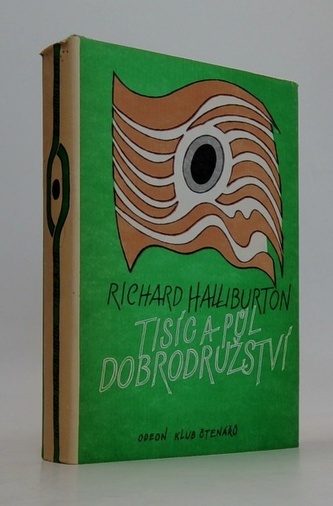 RICHARD HALLIBURTON
TISÍC A PŮL
DOBRODRUŽSTVÍ
ODEON KLUB ČTENÁŘŮ